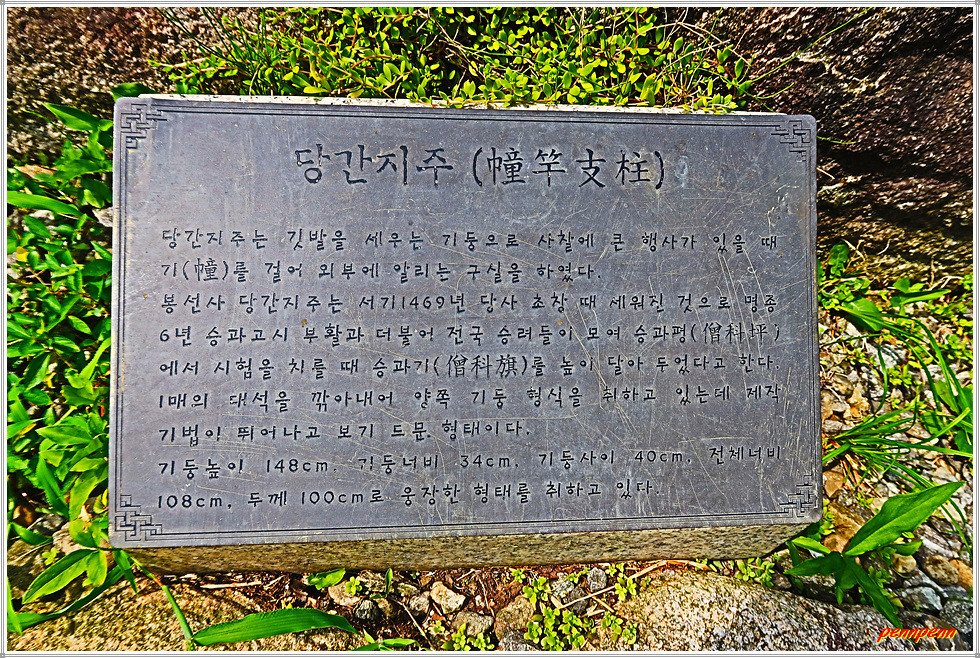 당간지주 (幢竿支柱)
당간지주는 깃발을 세우는 기둥으로 사찰에 큰 행사가 있을 때
기(幢)를 걸어 외부에 알리는 구실을 하였다.
봉선사 당간지주는 서기1469년 당사 초창 때 세워진 것으로 명종
6년 승과고시 부활과 더불어 전국 승려들이 모여 승과평(僧科坪)
에서 시험을 치를 때 승과기(僧科旗)를 높이 달아 두었다고 한다.
1매의 대석을 깎아내어 양쪽 기둥 형식을 취하고 있는데 제작
기법이 뛰어나고 보기 드문 형태이다.
기둥높이 148cm, 기둥너비 34cm, 기둥사이 40cm, 전체너비
108cm, 두께 100cm로 웅장한 형태를 취하고 있다.
pennpenn